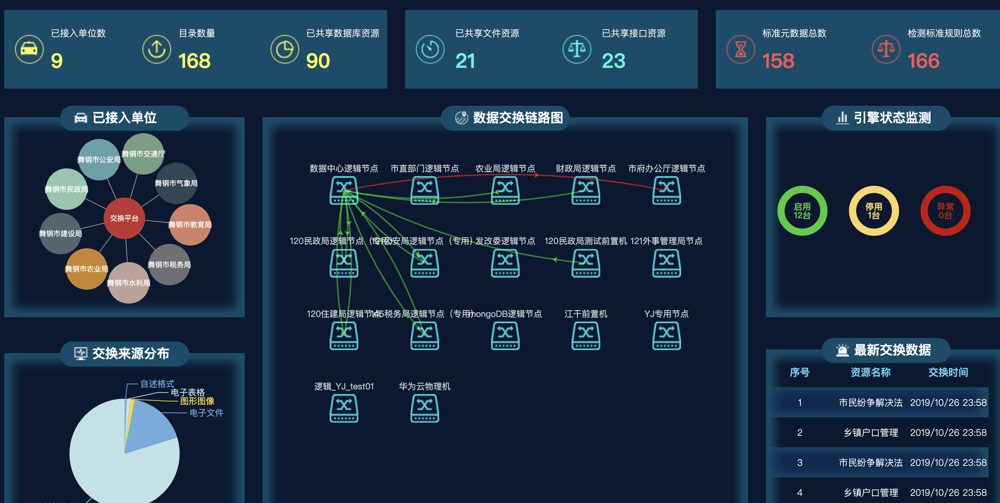 已接入单位数
9
目录数量
168
已共享数据库资源
90
已共享文件资源
21
已共享接口资源
23
标准元数据总数
158
检测标准规则总数
166
已接入单位
舞钢市交通厅
舞钢市公安局
舞钢市气象局
舞钢市民政局
交换平台
舞钢市教育局
舞钢市建设局
舞钢市税务局
舞钢市农业局
舞钢市水利局
数据交换链路图
数据中心逻辑节点
市直部门逻辑节点
农业局逻辑节点
财政局逻辑节点
市府办公厅逻辑节点
120民政局逻辑节点（专用）
公安局逻辑节点（专用）
发改委逻辑节点
120民政局测试前置机
121外事管理局节点
120住建局逻辑节点
税务局逻辑节点（专用）
mongoDB逻辑节点
江干前置机
YJ专用节点
逻辑_YJ_test01
华为云物理机
引擎状态监测
启用
12台
停用
1台
异常
0台
交换来源分布
自述格式
电子表格
图形图像
电子文件
最新交换数据
序号 资源名称 交换时间
1 市民纷争解决法 2019/10/26 23:58
2 乡镇户口管理 2019/10/26 23:58
3 市民纷争解决法 2019/10/26 23:58
4 乡镇户口管理 2019/10/26 23:58